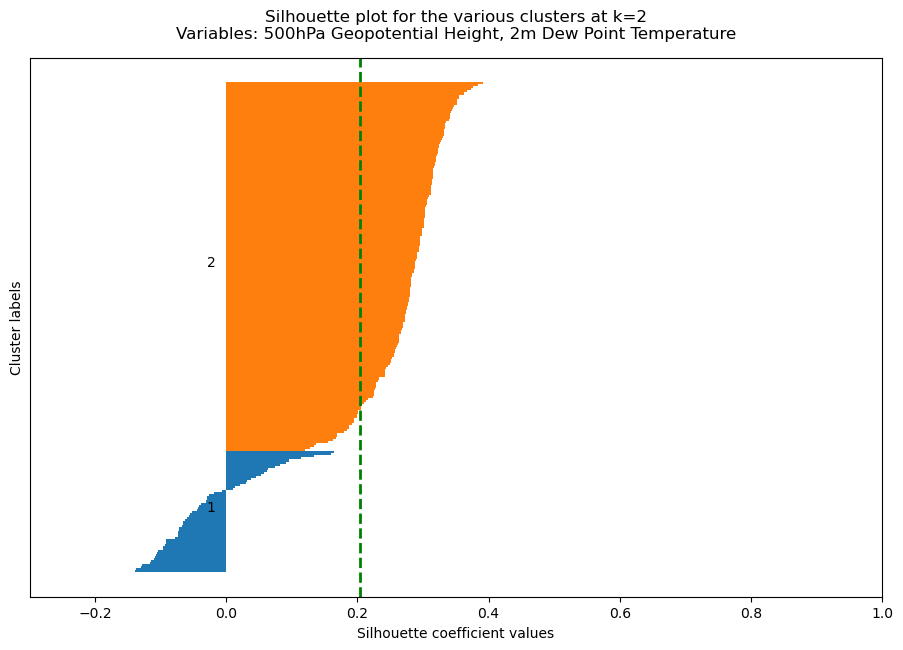 Silhouette plot for the various clusters at k=2
Variables: 500hPa Geopotential Height, 2m Dew Point Temperature
Cluster labels
2
1
−0.2 0.0 0.2 0.4 0.6 0.8 1.0
Silhouette coefficient values